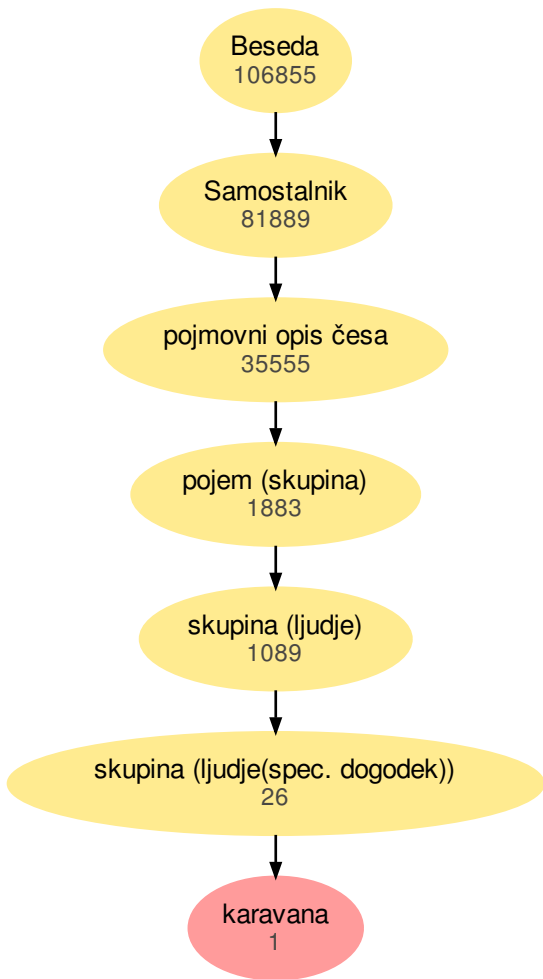 Beseda
106855
Samostalnik
81889
pojmovni opis česa
35555
pojem (skupina)
1883
skupina (ljudje)
1089
skupina (ljudje(spec. dogodek))
26
karavana
1